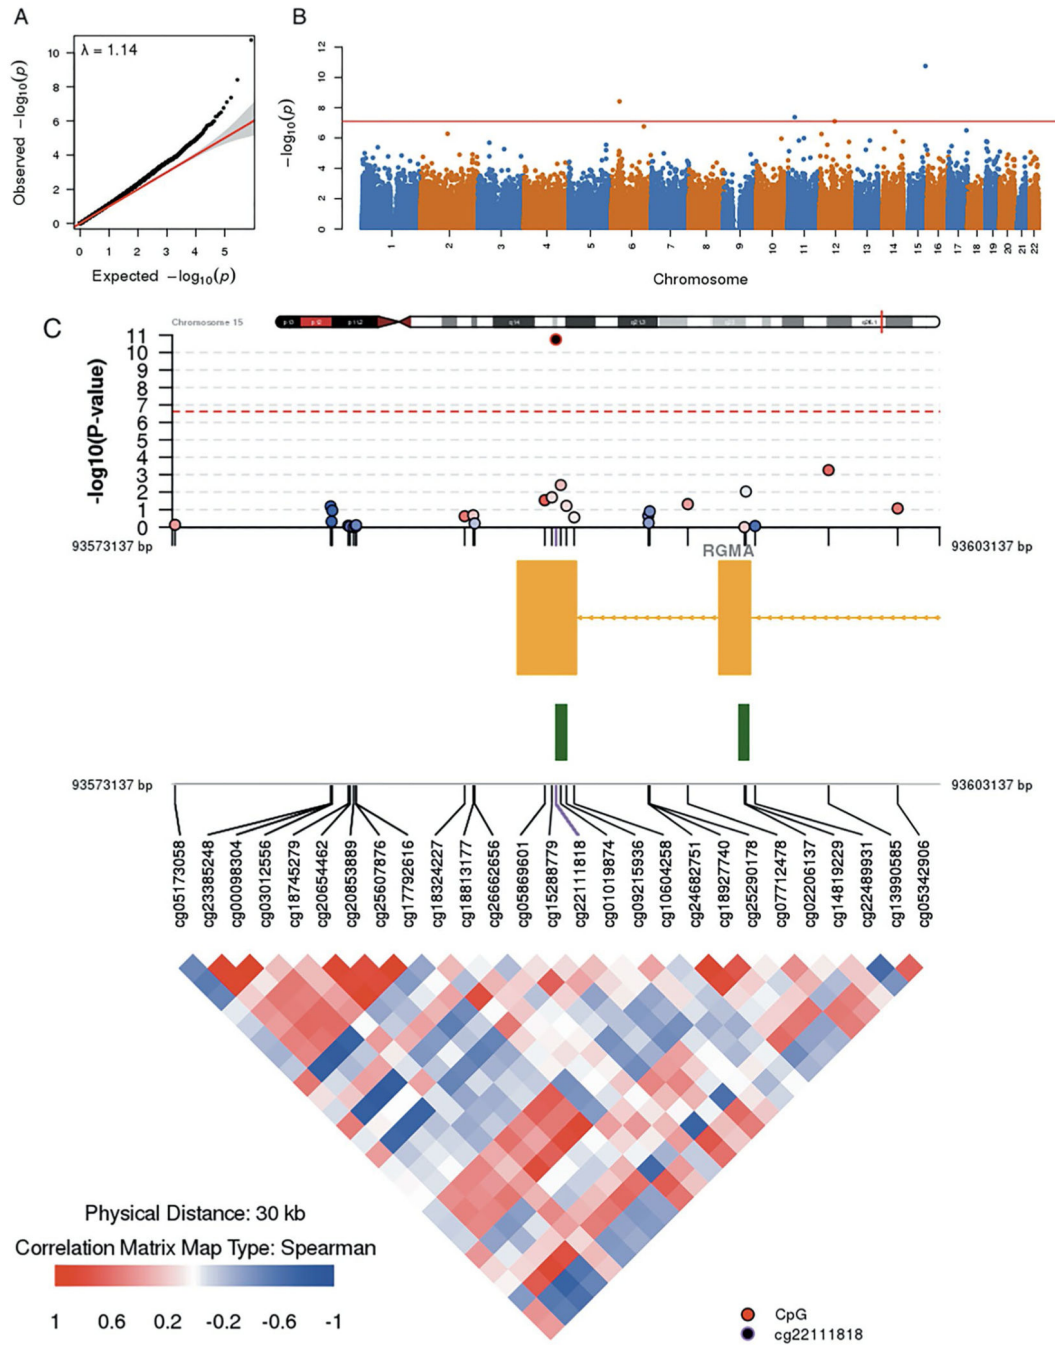 A
B
λ = 1.14
Observed −log10(p)
10
8
6
4
2
0
0 1 2 3 4 5
Expected −log10(p)
−log10(p)
12
10
8
6
4
2
0
1 2 3 4 5 6 7 8 9 10 11 12 13 14 15 16 17 18 19 20 21 22
Chromosome
C
Chromosome 15
-log10(P-value)
11
10
9
8
7
6
5
4
3
2
1
0
93573137 bp
93603137 bp
RGMA
93573137 bp
93603137 bp
cg05173058
cg23385248
cg00098304
cg03012556
cg18745279
cg20654462
cg20853889
cg25607876
cg17792616
cg18324227
cg18813177
cg26662656
cg05869601
cg15288779
cg22111818
cg01019874
cg09215936
cg10604258
cg24682751
cg18927740
cg25290178
cg07712478
cg02206137
cg14819229
cg22489931
cg13990585
cg05342906
Physical Distance: 30 kb
Correlation Matrix Map Type: Spearman
1 0.6 0.2 -0.2 -0.6 -1
CpG
cg22111818